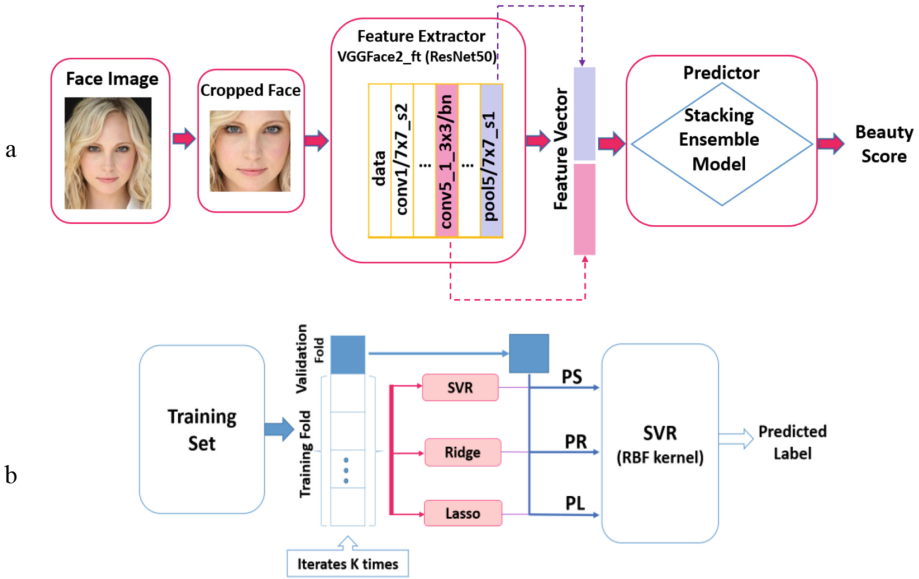 a
Face Image
Cropped Face
Feature Extractor
VGGFace2_ft (ResNet50)
data
conv1/7x7_s2
...
conv5_1_3x3/bn
...
pool5/7x7_s1
Feature Vector
Predictor
Stacking
Ensemble
Model
Beauty
Score
b
Training
Set
Validation
Fold
Training Fold
Iterates K times
SVR
Ridge
Lasso
PS
PR
PL
SVR
(RBF kernel)
Predicted
Label